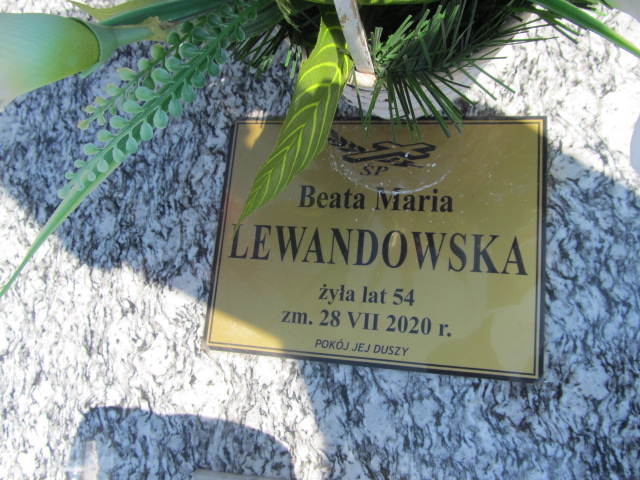 ŚP
Beata Maria
LEWANDOWSKA
żyła lat 54
zm. 28 VII 2020 r.
POKÓJ JEJ DUSZY